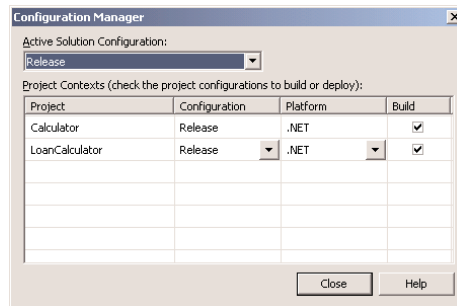 Configuration Manager
Active Solution Configuration:
Release
Project Contexts (check the project configurations to build or deploy):
Project Configuration Platform Build
Calculator Release .NET
LoanCalculator Release .NET
Close Help